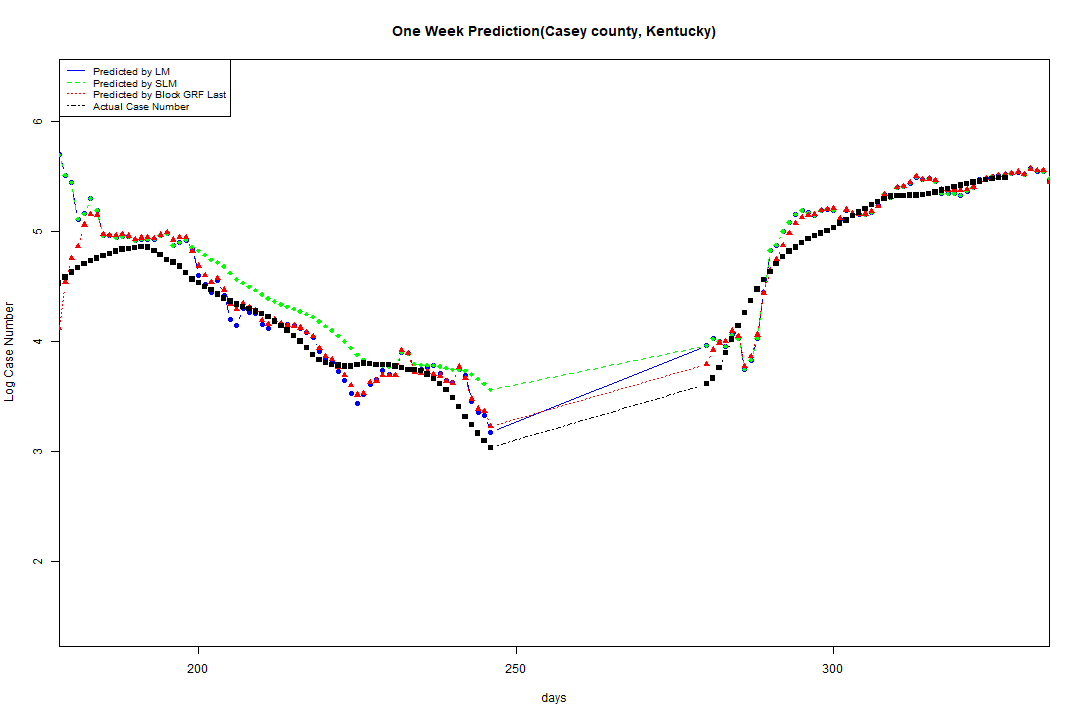 One Week Prediction(Casey county, Kentucky)
Predicted by LM
Predicted by SLM
Predicted by Block GRF Last
Actual Case Number
6
5
4
3
2
Log Case Number
200 250 300
days